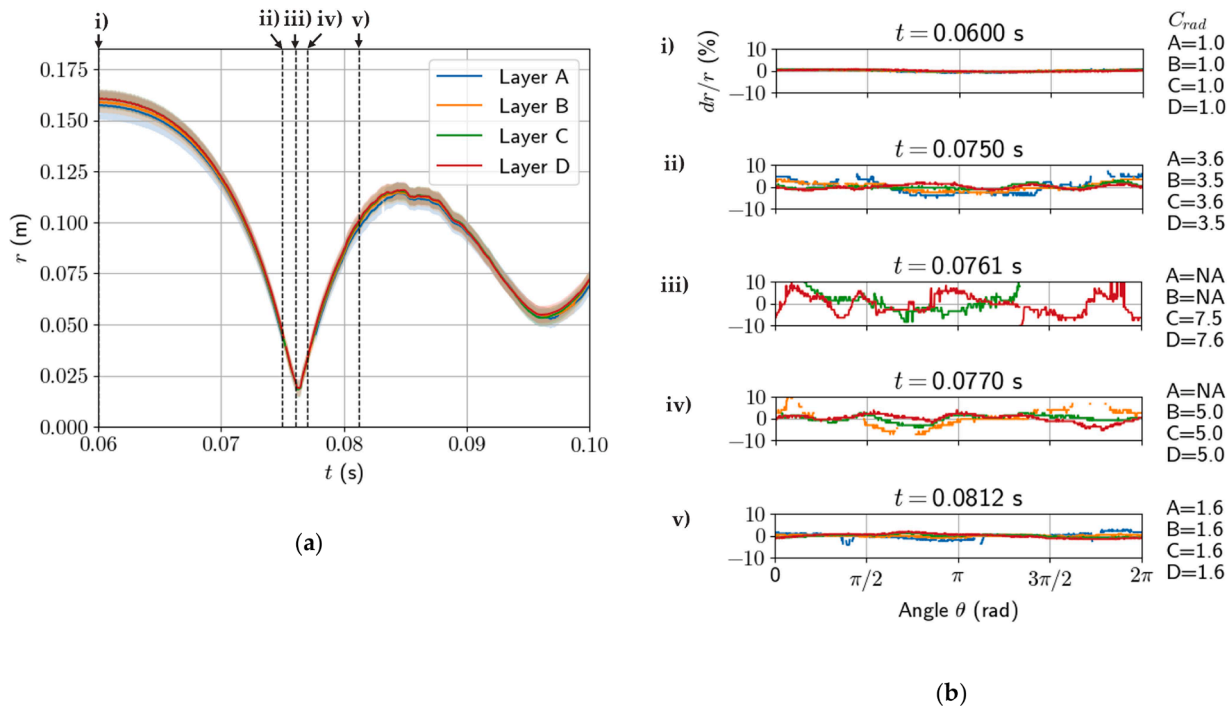 i)
ii)
iii)
iv)
v)
0.175
0.150
0.125
0.100
0.075
0.050
0.025
0.000
r (m)
Layer A
Layer B
Layer C
Layer D
0.06
0.07
0.08
0.09
0.10
t (s)
(a)
i)
t = 0.0600 s
10
0
−10
dr/r (%)
C_rad
A=1.0
B=1.0
C=1.0
D=1.0
ii)
t = 0.0750 s
10
0
−10
A=3.6
B=3.5
C=3.6
D=3.5
iii)
t = 0.0761 s
10
0
−10
A=NA
B=NA
C=7.5
D=7.6
iv)
t = 0.0770 s
10
0
−10
A=NA
B=5.0
C=5.0
D=5.0
v)
t = 0.0812 s
10
0
−10
A=1.6
B=1.6
C=1.6
D=1.6
0
π/2
π
3π/2
2π
Angle θ (rad)
(b)